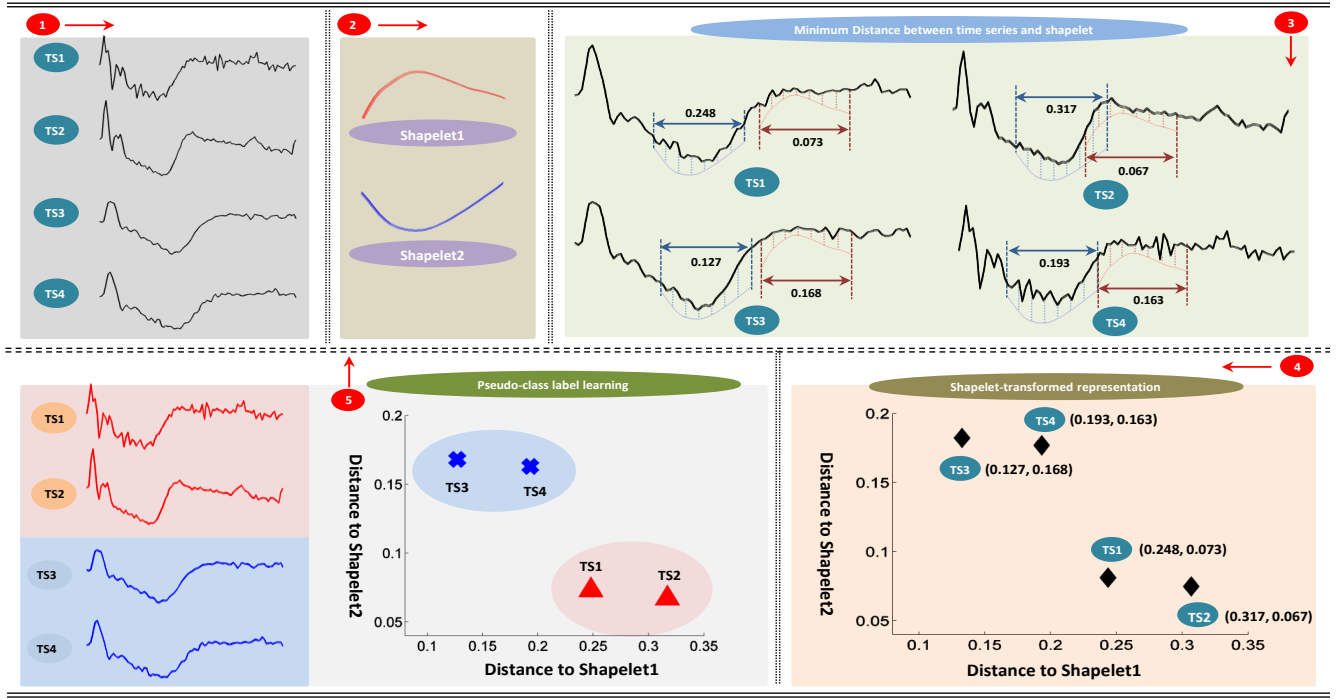 1
TS1
TS2
TS3
TS4
2
Shapelet1
Shapelet2
3
Minimum Distance between time series and shapelet
0.248
0.073
TS1
0.317
0.067
TS2
0.127
0.168
TS3
0.193
0.163
TS4
TS1
TS2
TS3
TS4
5
Pseudo-class label learning
0.2
0.15
0.1
0.05
Distance to Shapelet2
TS3
TS4
TS1
TS2
0.1
0.15
0.2
0.25
0.3
0.35
Distance to Shapelet1
4
Shapelet-transformed representation
0.2
0.15
0.1
0.05
Distance to Shapelet2
TS4 (0.193, 0.163)
TS3 (0.127, 0.168)
TS1 (0.248, 0.073)
TS2 (0.317, 0.067)
0.1
0.15
0.2
0.25
0.3
0.35
Distance to Shapelet1